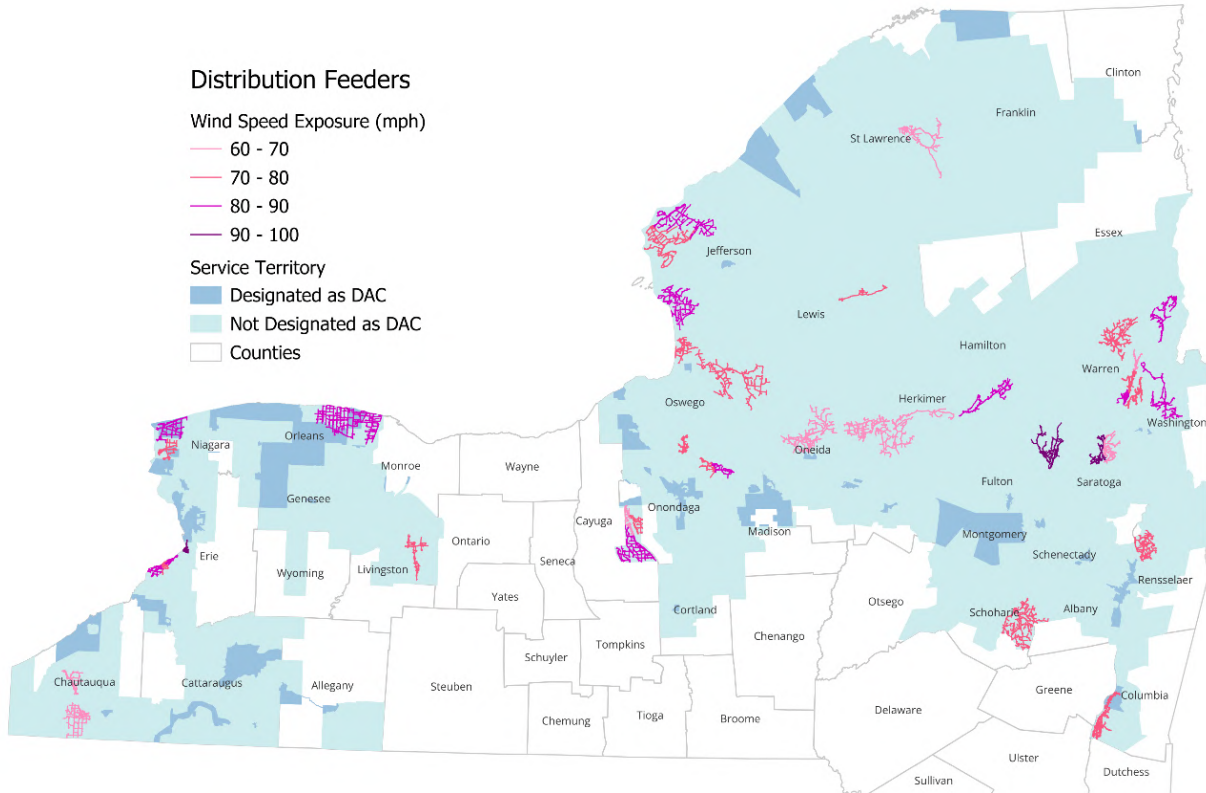 Distribution Feeders
Wind Speed Exposure (mph)
60 - 70
70 - 80
80 - 90
90 - 100
Service Territory
Designated as DAC
Not Designated as DAC
Counties
Clinton
Franklin
St Lawrence
Essex
Jefferson
Lewis
Hamilton
Warren
Herkimer
Oswego
Washington
Orleans
Niagara
Oneida
Monroe
Wayne
Fulton
Saratoga
Genesee
Onondaga
Cayuga
Madison
Montgomery
Ontario
Erie
Seneca
Schenectady
Wyoming
Livingston
Rensselaer
Yates
Otsego
Cortland
Schoharie
Albany
Chenango
Tompkins
Schuyler
Chautauqua
Cattaraugus
Allegany
Steuben
Greene
Columbia
Delaware
Chemung
Tioga
Broome
Ulster
Dutchess
Sullivan